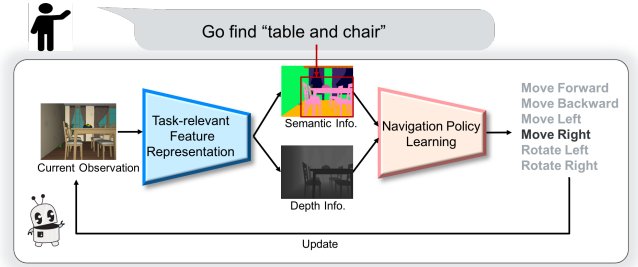 Go find “table and chair”
Task-relevant
Feature
Representation
Semantic Info.
Current Observation
Depth Info.
Navigation Policy
Learning
Move Forward
Move Backward
Move Left
Move Right
Rotate Left
Rotate Right
Update